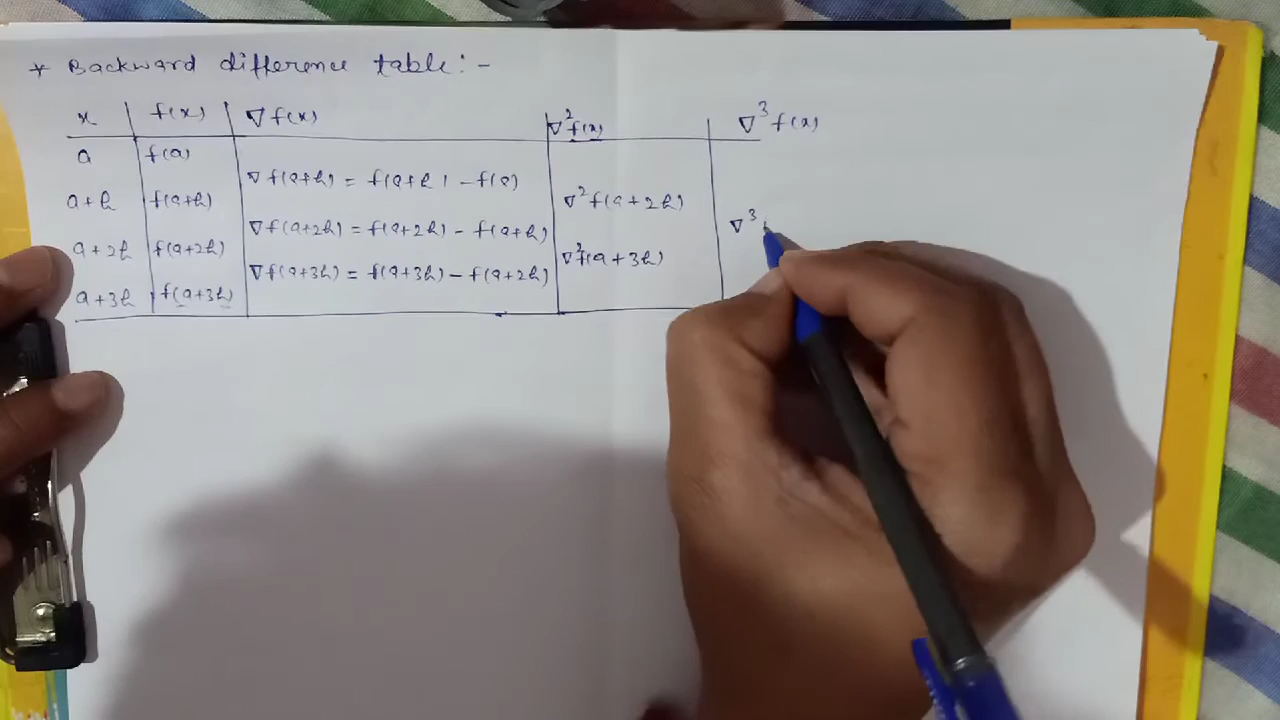 * Backward difference table:-
x f(x) ∇f(x) ∇²f(x) ∇³f(x)
a f(a)
∇f(a+h) = f(a+h) - f(a)
a+h f(a+h) ∇²f(a+2h)
∇f(a+2h) = f(a+2h) - f(a+h) ∇³
a+2h f(a+2h) ∇²f(a+3h)
∇f(a+3h) = f(a+3h) - f(a+2h)
a+3h f(a+3h)